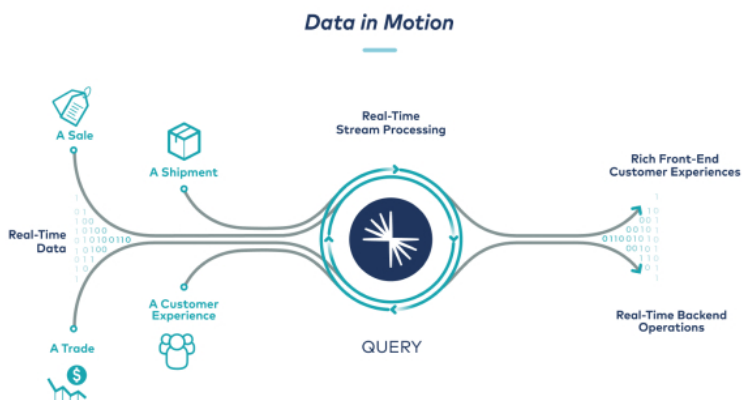 Data in Motion
A Sale
A Shipment
Real-Time
Stream Processing
Rich Front-End
Customer Experiences
Real-Time
Data
A Customer
Experience
A Trade
$
QUERY
Real-Time Backend
Operations